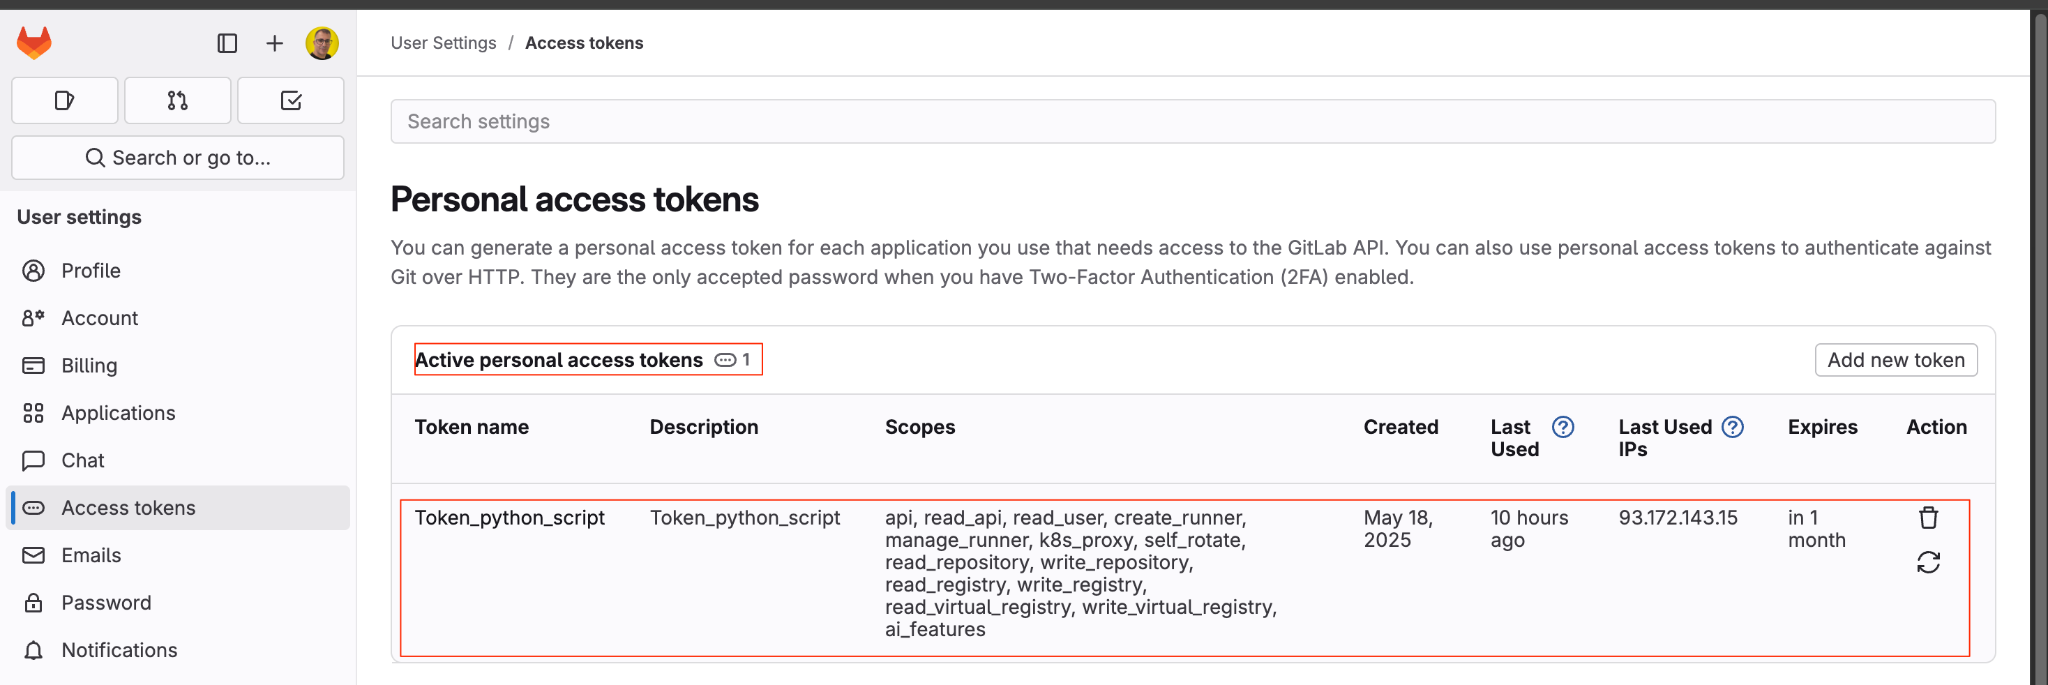 User Settings / Access tokens
Search or go to...
User settings
Profile
Account
Billing
Applications
Chat
Access tokens
Emails
Password
Notifications
Search settings
Personal access tokens
You can generate a personal access token for each application you use that needs access to the GitLab API. You can also use personal access tokens to authenticate against
Git over HTTP. They are the only accepted password when you have Two-Factor Authentication (2FA) enabled.
Active personal access tokens 1
Add new token
Token name Description Scopes Created Last Used Last Used IPs Expires Action
Token_python_script
Token_python_script
api, read_api, read_user, create_runner,
manage_runner, k8s_proxy, self_rotate,
read_repository, write_repository,
read_registry, write_registry,
read_virtual_registry, write_virtual_registry,
ai_features
May 18,
2025
10 hours
ago
93.172.143.15
in 1
month